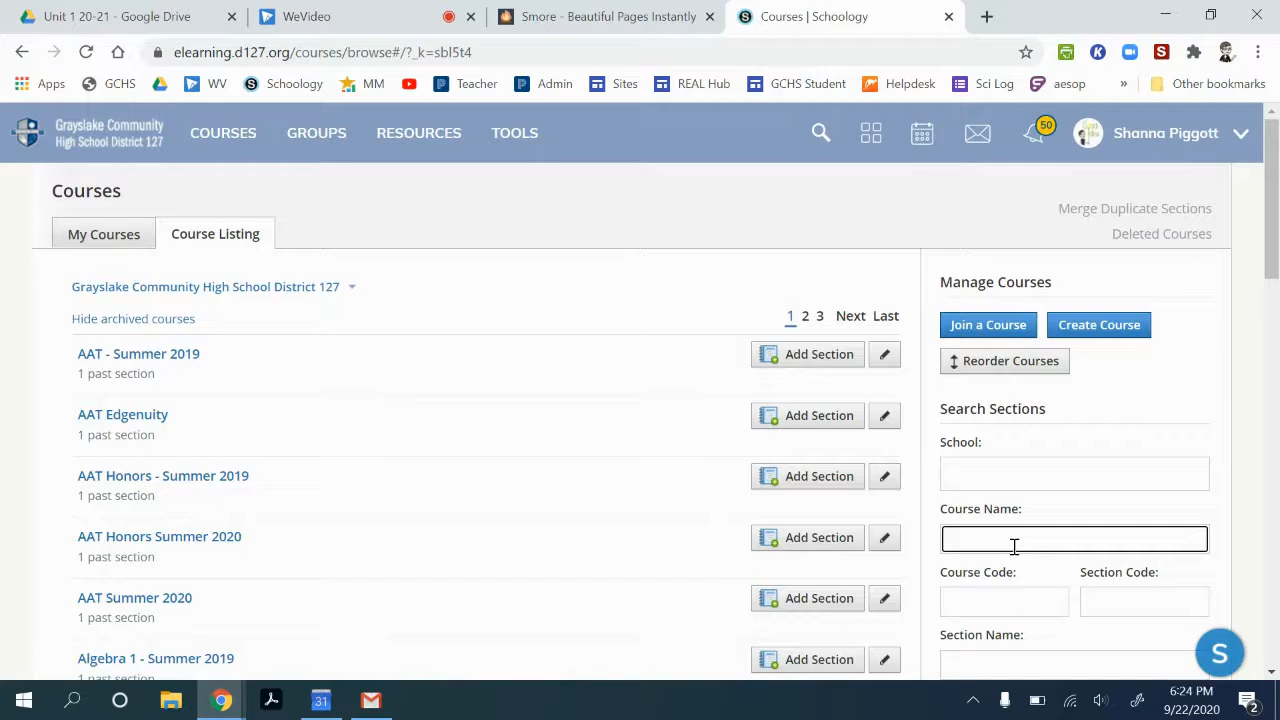 Unit 1 20-21 - Google Drive
WeVideo
Smore - Beautiful Pages Instantly
Courses | Schoology
elearning.d127.org/courses/browse#/?_k=sbl5t4
Apps GCHS WV Schoology MM Teacher Admin Sites REAL Hub GCHS Student Helpdesk Sci Log aesop » Other bookmarks
Grayslake Community
High School District 127
COURSES GROUPS RESOURCES TOOLS
50
Shanna Piggott
Courses
Merge Duplicate Sections
Deleted Courses
My Courses
Course Listing
Grayslake Community High School District 127
Hide archived courses
1 2 3 Next Last
AAT - Summer 2019
1 past section
Add Section
AAT Edgenuity
1 past section
Add Section
AAT Honors - Summer 2019
1 past section
Add Section
AAT Honors Summer 2020
1 past section
Add Section
AAT Summer 2020
1 past section
Add Section
Algebra 1 - Summer 2019
1 past section
Add Section
Manage Courses
Join a Course
Create Course
Reorder Courses
Search Sections
School:
Course Name:
Course Code:
Section Code:
Section Name:
S
31
6:24 PM
9/22/2020
2